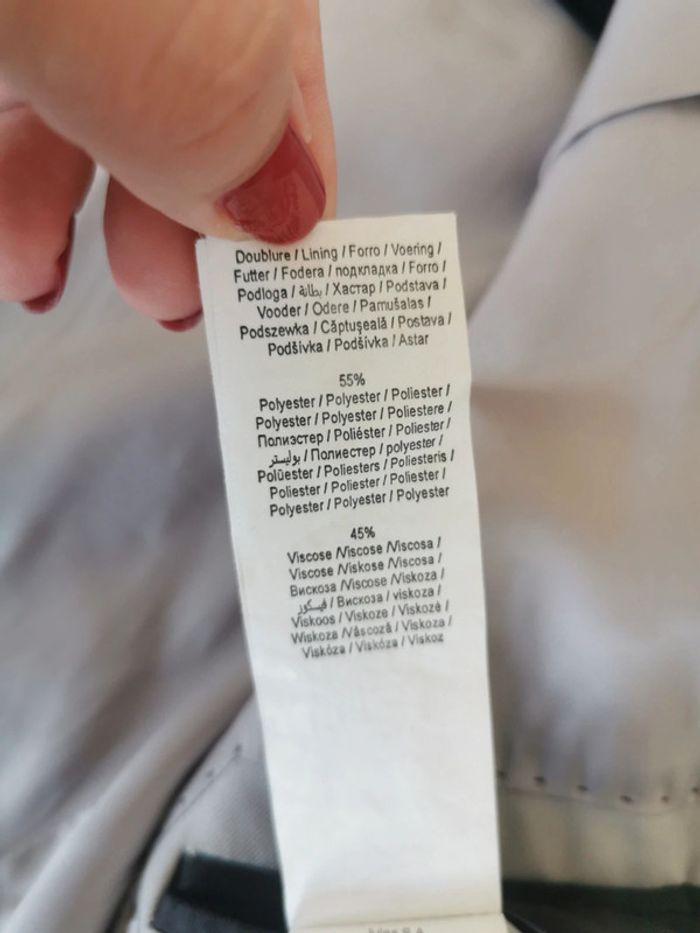 Doublure / Lining / Forro / Voering /
Futter / Fodera / подкладка / Forro /
Podloga / بطانة / Хастар / Podstava /
Vooder / Odere / Pamušalas /
Podszewka / Căptuşeală / Postava /
Podšívka / Podšívka / Astar
55%
Polyester / Polyester / Poliester /
Polyester / Polyester / Poliestere /
Полиэстер / Poliéster / Poliester /
بوليستر / Полиестер / polyester /
Polüester / Poliesters / Poliesteris /
Poliester / Poliester / Poliester /
Polyester / Polyester / Polyester
45%
Viscose /Viscose /Viscosa /
Viscose /Viskose /Viscosa /
Вискоза /Viscose /Viskoza /
فيسكوز / Вискоза / viskoza /
Viskoos / Viskoze / Viskozė /
Wiskoza /Vâscoză / Viskoza /
Viskóza / Viskóza / Viskoz